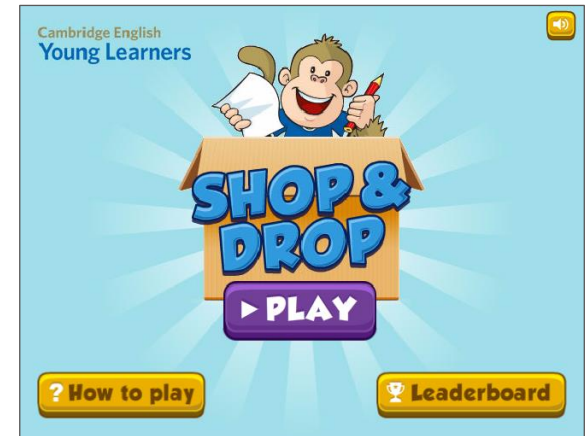 Cambridge English
Young Learners
SHOP &
DROP
PLAY
? How to play
Leaderboard